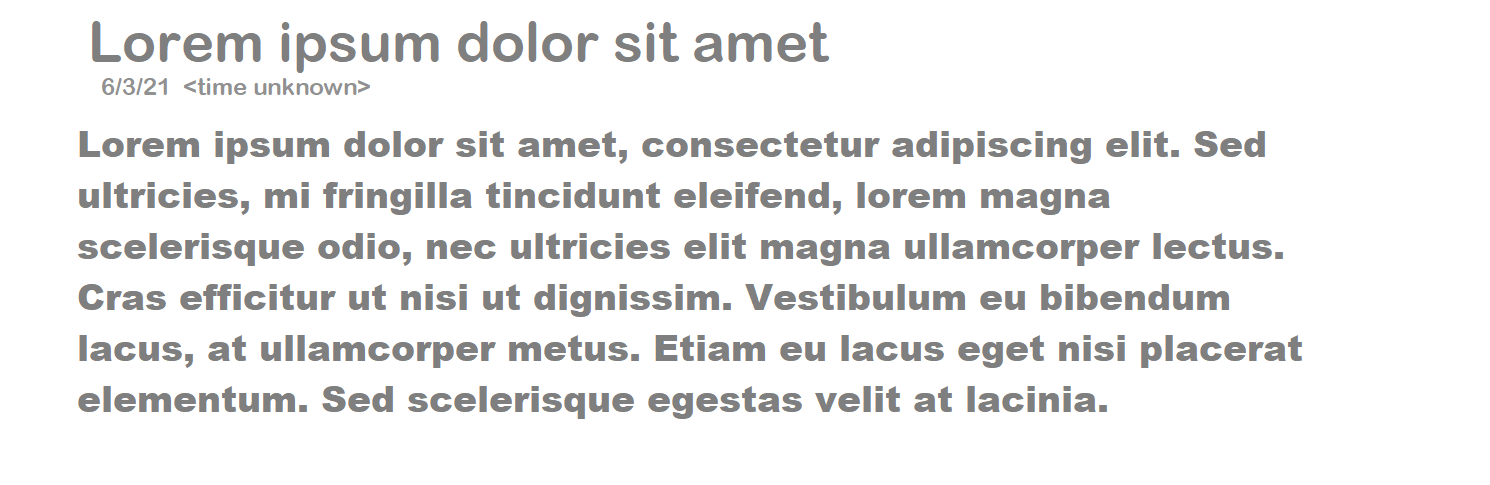 Lorem ipsum dolor sit amet
6/3/21 <time unknown>
Lorem ipsum dolor sit amet, consectetur adipiscing elit. Sed
ultricies, mi fringilla tincidunt eleifend, lorem magna
scelerisque odio, nec ultricies elit magna ullamcorper lectus.
Cras efficitur ut nisi ut dignissim. Vestibulum eu bibendum
lacus, at ullamcorper metus. Etiam eu lacus eget nisi placerat
elementum. Sed scelerisque egestas velit at lacinia.